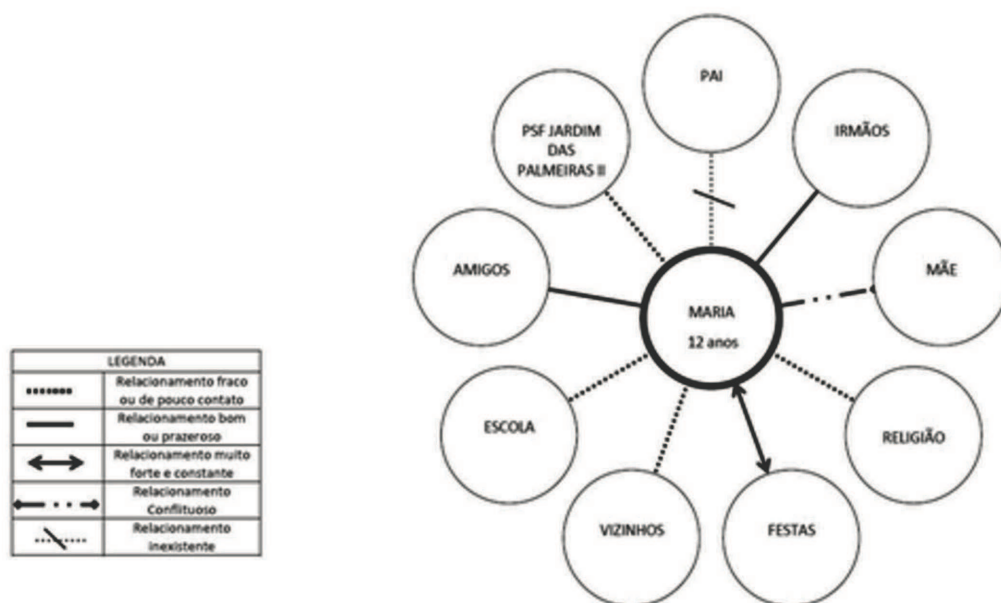 PAI
PSF JARDIM
DAS
PALMEIRAS II
IRMÃOS
AMIGOS
MÃE
MARIA
12 anos
ESCOLA
RELIGIÃO
VIZINHOS
FESTAS
LEGENDA
Relacionamento fraco
ou de pouco contato
Relacionamento bom
ou prazeroso
Relacionamento muito
forte e constante
Relacionamento
Conflituoso
Relacionamento
inexistente